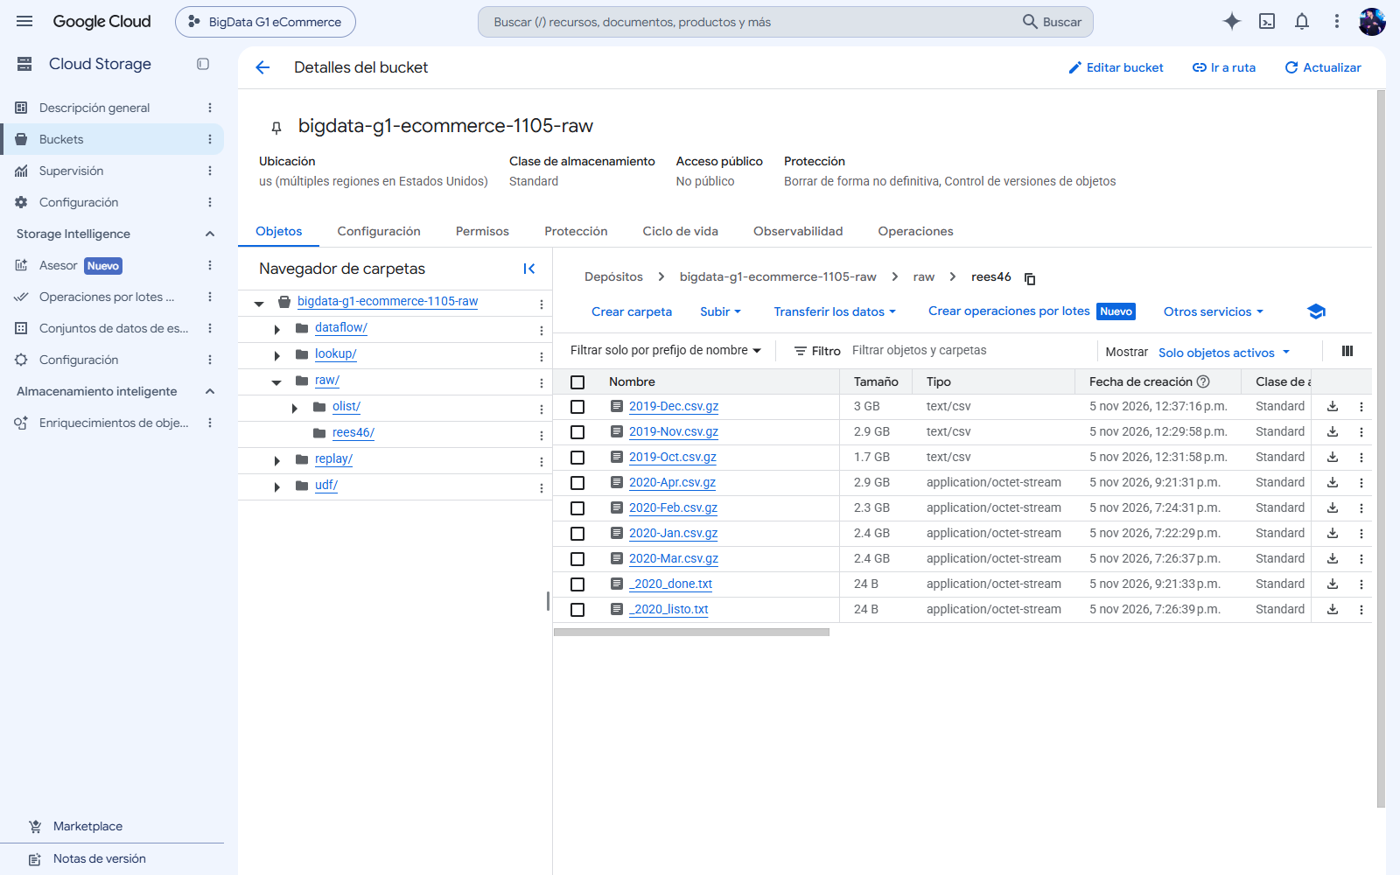 Google Cloud
BigData G1 eCommerce
Buscar (/) recursos, documentos, productos y más
Buscar
Cloud Storage
Descripción general
Buckets
Supervisión
Configuración
Storage Intelligence
Asesor Nuevo
Operaciones por lotes ...
Conjuntos de datos de es...
Configuración
Almacenamiento inteligente
Enriquecimientos de obje...
Marketplace
Notas de versión
Detalles del bucket
Editar bucket
Ir a ruta
Actualizar
bigdata-g1-ecommerce-1105-raw
Ubicación Clase de almacenamiento Acceso público Protección
us (múltiples regiones en Estados Unidos) Standard No público Borrar de forma no definitiva, Control de versiones de objetos
Objetos Configuración Permisos Protección Ciclo de vida Observabilidad Operaciones
Navegador de carpetas
bigdata-g1-ecommerce-1105-raw
dataflow/
lookup/
raw/
olist/
rees46/
replay/
udf/
Depósitos > bigdata-g1-ecommerce-1105-raw > raw > rees46
Crear carpeta Subir Transferir los datos Crear operaciones por lotes Nuevo Otros servicios
Filtrar solo por prefijo de nombre Filtro Filtrar objetos y carpetas Mostrar Solo objetos activos
Nombre Tamaño Tipo Fecha de creación Clase de a
2019-Dec.csv.gz 3 GB text/csv 5 nov 2026, 12:37:16 p.m. Standard
2019-Nov.csv.gz 2.9 GB text/csv 5 nov 2026, 12:29:58 p.m. Standard
2019-Oct.csv.gz 1.7 GB text/csv 5 nov 2026, 12:31:58 p.m. Standard
2020-Apr.csv.gz 2.9 GB application/octet-stream 5 nov 2026, 9:21:31 p.m. Standard
2020-Feb.csv.gz 2.3 GB application/octet-stream 5 nov 2026, 7:24:31 p.m. Standard
2020-Jan.csv.gz 2.4 GB application/octet-stream 5 nov 2026, 7:22:29 p.m. Standard
2020-Mar.csv.gz 2.4 GB application/octet-stream 5 nov 2026, 7:26:37 p.m. Standard
_2020_done.txt 24 B application/octet-stream 5 nov 2026, 9:21:33 p.m. Standard
_2020_listo.txt 24 B application/octet-stream 5 nov 2026, 7:26:39 p.m. Standard